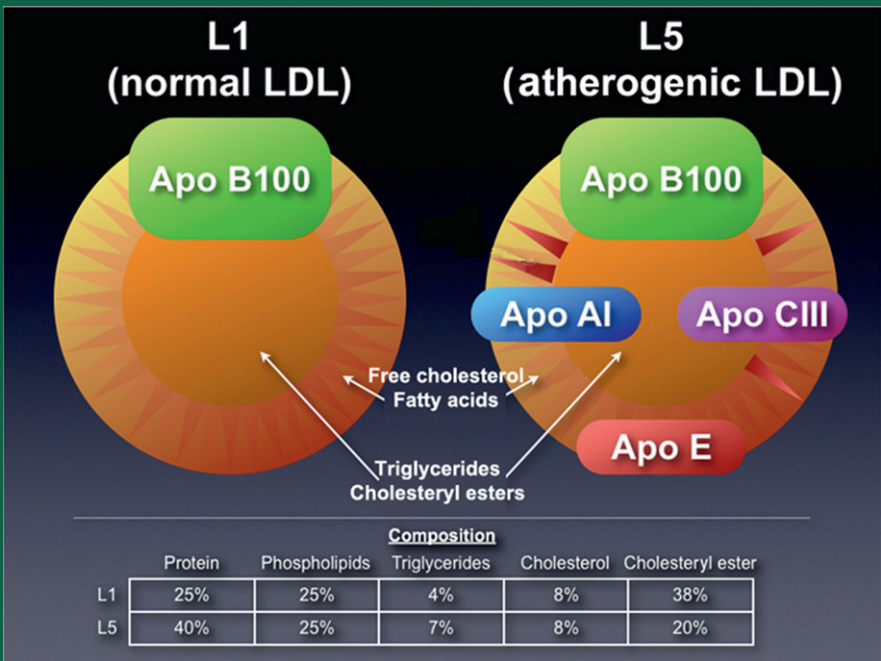 L1
(normal LDL)
L5
(atherogenic LDL)
Apo B100
Apo B100
Apo AI
Apo CIII
Free cholesterol
Fatty acids
Apo E
Triglycerides
Cholesteryl esters
Composition
Protein Phospholipids Triglycerides Cholesterol Cholesteryl ester
L1 25% 25% 4% 8% 38%
L5 40% 25% 7% 8% 20%